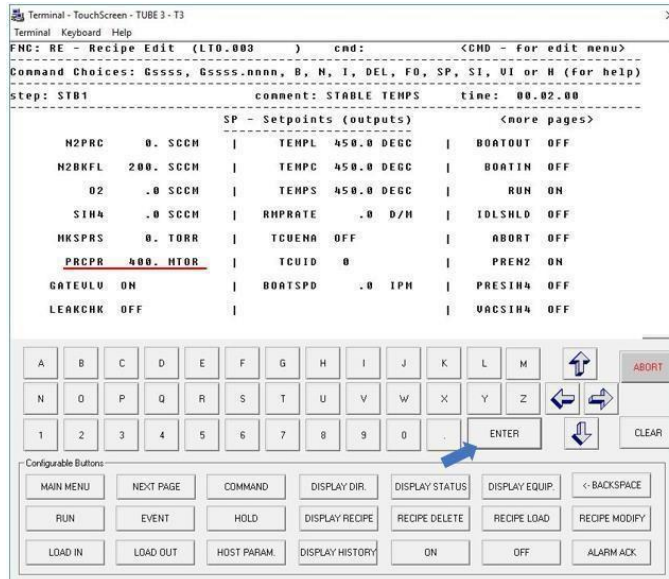 Terminal - TouchScreen - TUBE 3 - T3
Terminal Keyboard Help
FNC: RE - Recipe Edit (LTO.003 ) cmd: <CMD - for edit menu>
Command Choices: Gssss, Gssss.nnnn, B, N, I, DEL, FO, SP, SI, VI or H (for help)
step: STB1 comment: STABLE TEMPS time: 00.02.00
SP - Setpoints (outputs) <more pages>
N2PRC 0. SCCM | TEMPL 450.0 DEGC | BOATOUT OFF
N2BKFL 200. SCCM | TEMPC 450.0 DEGC | BOATIN OFF
O2 .0 SCCM | TEMPS 450.0 DEGC | RUN ON
SIH4 .0 SCCM | RMPRATE .0 D/M | IDLSHLD OFF
MKSPRS 0. TORR | TCUENA OFF | ABORT OFF
PRCPR 400. MTOR | TCUID 0 | PREN2 ON
GATEVLV ON | BOATSPD .0 IPM | PRESIH4 OFF
LEAKCHK OFF | | VACSIH4 OFF
A B C D E F G H I J K L M ABORT
N O P Q R S T U V W X Y Z
1 2 3 4 5 6 7 8 9 0 . ENTER CLEAR
Configurable Buttons
MAIN MENU NEXT PAGE COMMAND DISPLAY DIR. DISPLAY STATUS DISPLAY EQUIP. <- BACKSPACE
RUN EVENT HOLD DISPLAY RECIPE RECIPE DELETE RECIPE LOAD RECIPE MODIFY
LOAD IN LOAD OUT HOST PARAM. DISPLAY HISTORY ON OFF ALARM ACK